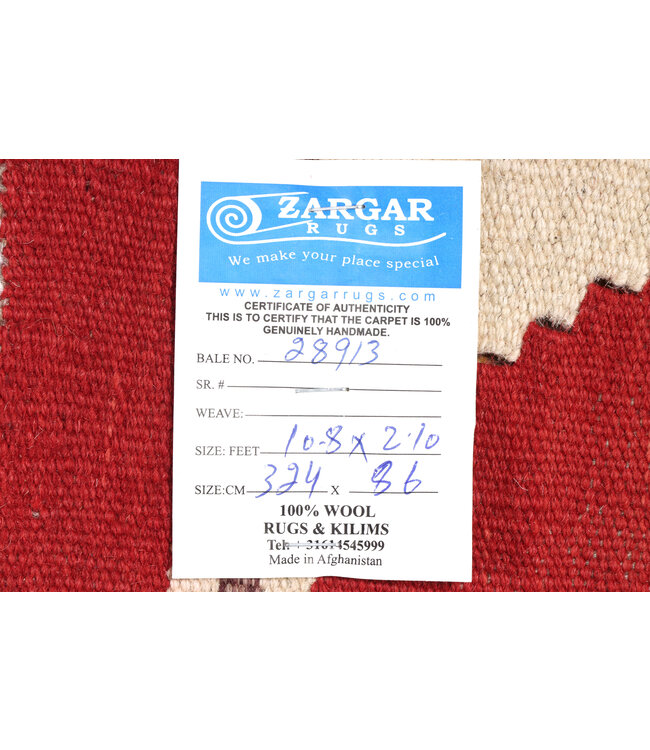 ZARGAR
RUGS
We make your place special
www.zargarrugs.com
CERTIFICATE OF AUTHENTICITY
THIS IS TO CERTIFY THAT THE CARPET IS 100%
GENUINELY HANDMADE.
BALE NO. 28913
SR. #
WEAVE:
SIZE: FEET 10.8 x 2.10
SIZE:CM 324 X 86
100% WOOL
RUGS & KILIMS
Tel: + 31614545999
Made in Afghanistan